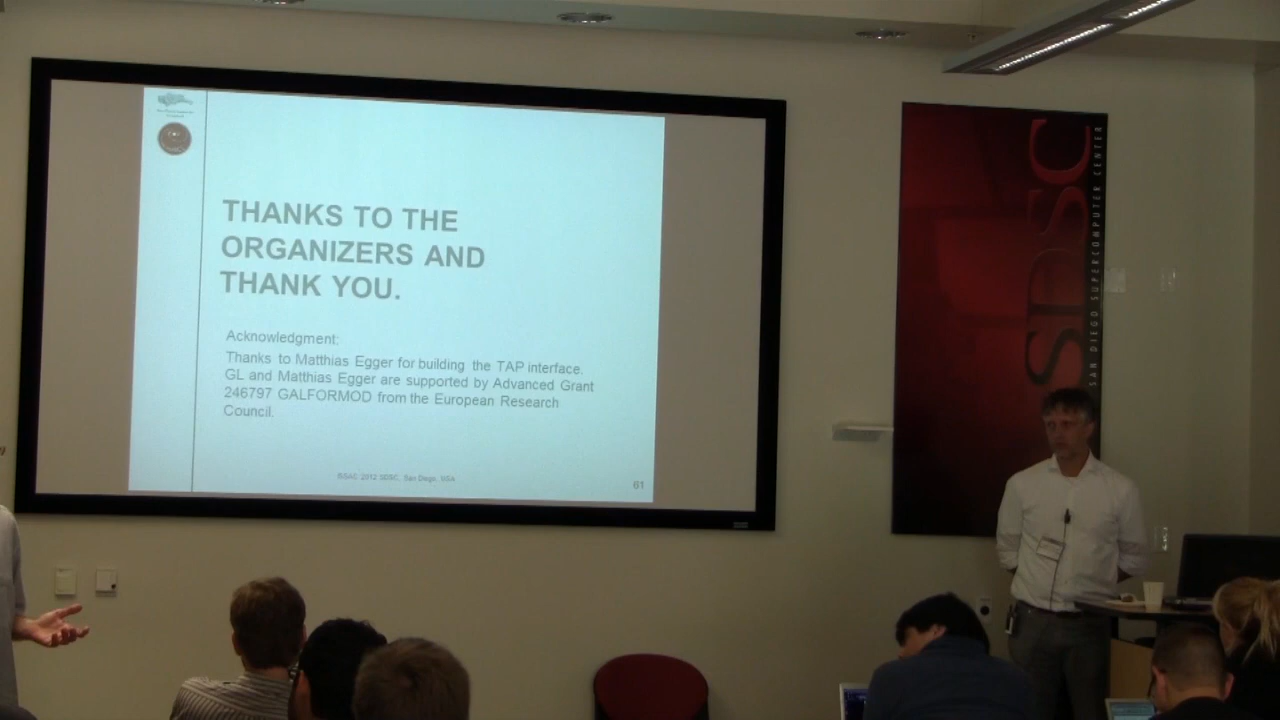 THANKS TO THE
ORGANIZERS AND
THANK YOU.
Acknowledgment:
Thanks to Matthias Egger for building the TAP interface.
GL and Matthias Egger are supported by Advanced Grant
246797 GALFORMOD from the European Research
Council.
ISSAC 2012 SDSC, San Diego, USA
61
SDSC
SAN DIEGO SUPERCOMPUTER CENTER